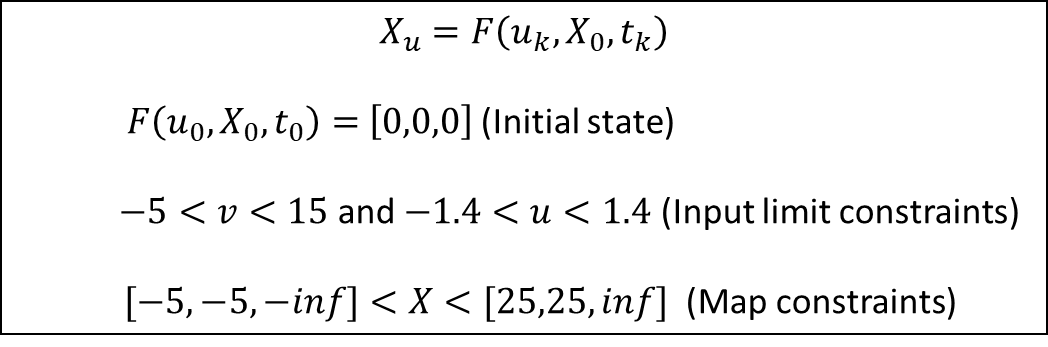 X_u = F(u_k, X_0, t_k)
F(u_0, X_0, t_0) = [0,0,0] (Initial state)
−5 < v < 15 and −1.4 < u < 1.4 (Input limit constraints)
[−5, −5, −inf] < X < [25,25, inf] (Map constraints)